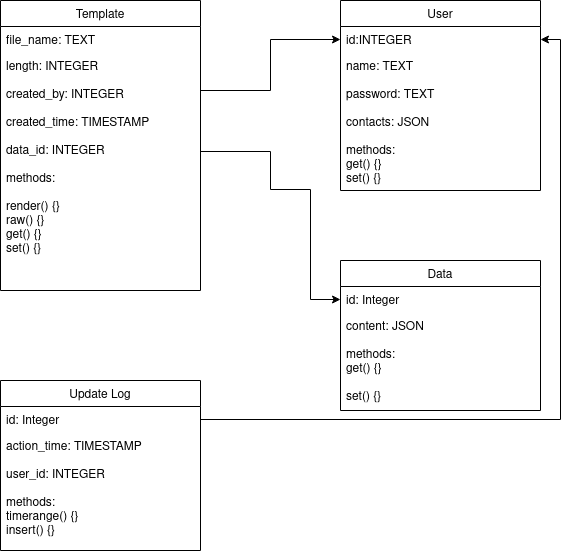 Template
file_name: TEXT
length: INTEGER
created_by: INTEGER
created_time: TIMESTAMP
data_id: INTEGER
methods:
render() {}
raw() {}
get() {}
set() {}
User
id:INTEGER
name: TEXT
password: TEXT
contacts: JSON
methods:
get() {}
set() {}
Data
id: Integer
content: JSON
methods:
get() {}
set() {}
Update Log
id: Integer
action_time: TIMESTAMP
user_id: INTEGER
methods:
timerange() {}
insert() {}